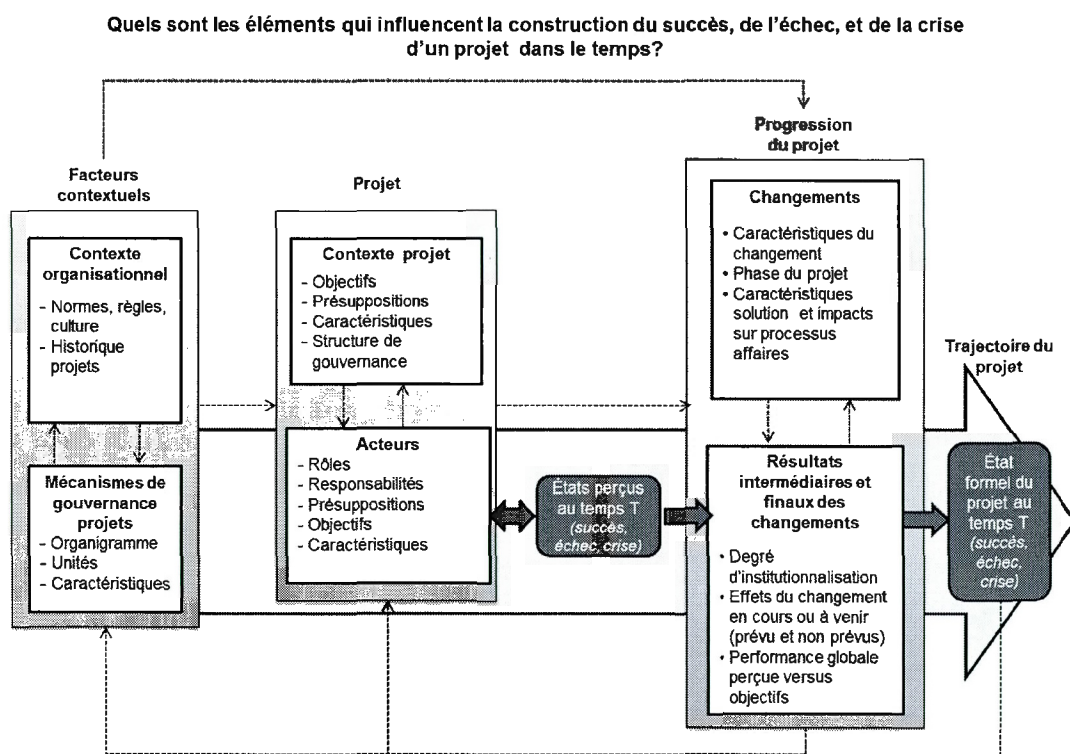 Quels sont les éléments qui influencent la construction du succès, de l'échec, et de la crise
d'un projet dans le temps?
Facteurs
contextuels
Contexte
organisationnel
- Normes, règles,
culture
- Historique
projets
Mécanismes de
gouvernance
projets
- Organigramme
- Unités
- Caractéristiques
Projet
Contexte projet
- Objectifs
- Présuppositions
- Caractéristiques
- Structure de
gouvernance
Acteurs
- Rôles
- Responsabilités
- Présuppositions
- Objectifs
- Caractéristiques
États perçus
au temps T
(succès,
échec, crise)
Progression
du projet
Changements
• Caractéristiques du
changement
• Phase du projet
• Caractéristiques
solution et impacts
sur processus
affaires
Résultats
intermédiaires et
finaux des
changements
• Degré
d'institutionnalisation
• Effets du changement
en cours ou à venir
(prévu et non prévus)
• Performance globale
perçue versus
objectifs
Trajectoire du
projet
État
formel du
projet au
temps T
(succès,
échec,
crise)